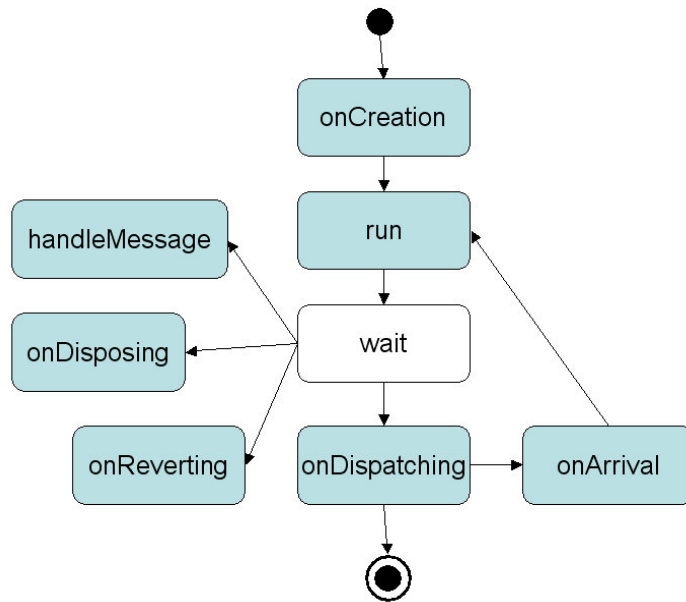 onCreation
run
handleMessage
wait
onDisposing
onReverting
onDispatching
onArrival